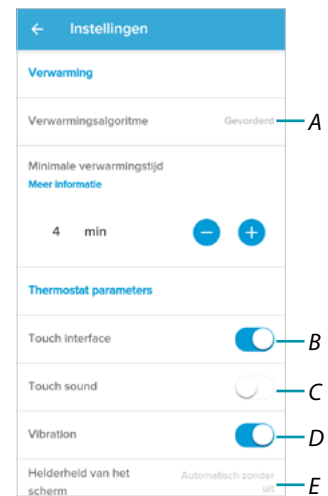 ← Instellingen
Verwarming
Verwarmingsalgoritme Gevorderd A
Minimale verwarmingstijd
Meer informatie
4 min − +
Thermostat parameters
Touch interface B
Touch sound C
Vibration D
Helderheid van het Automatisch zonder
scherm uit E